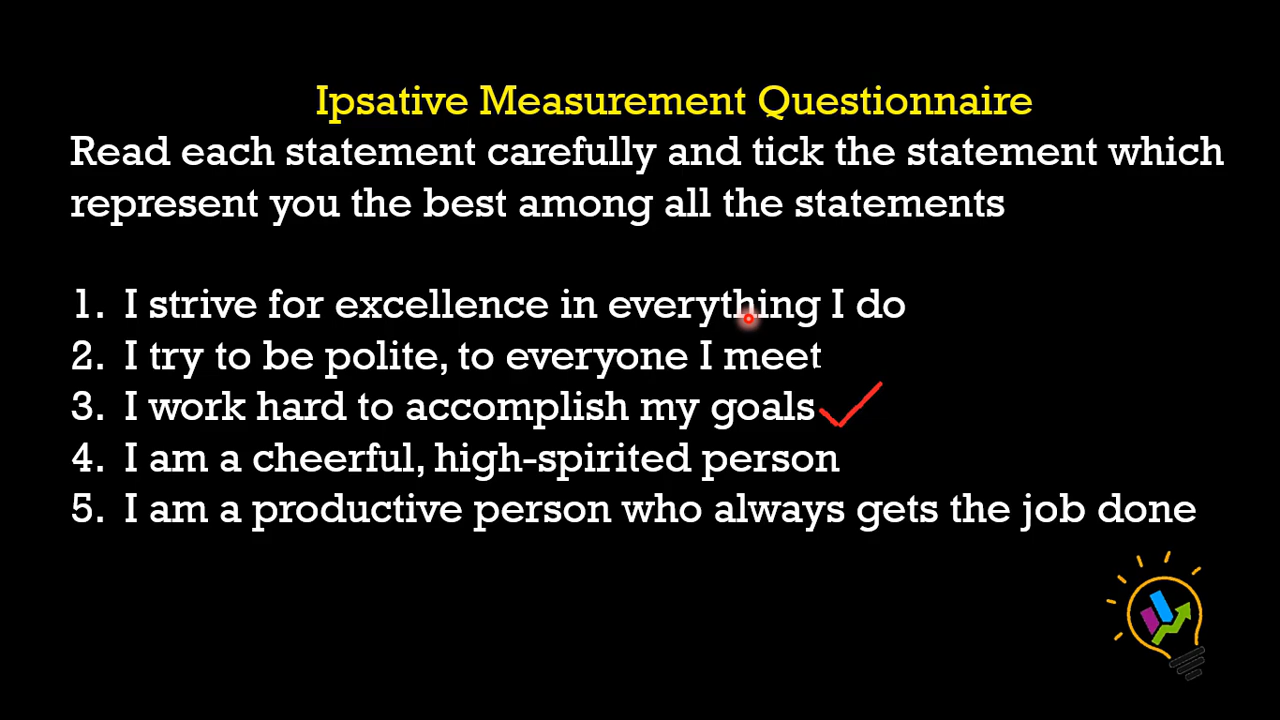 Ipsative Measurement Questionnaire
Read each statement carefully and tick the statement which
represent you the best among all the statements
1. I strive for excellence in everything I do
2. I try to be polite, to everyone I meet
3. I work hard to accomplish my goals
4. I am a cheerful, high-spirited person
5. I am a productive person who always gets the job done